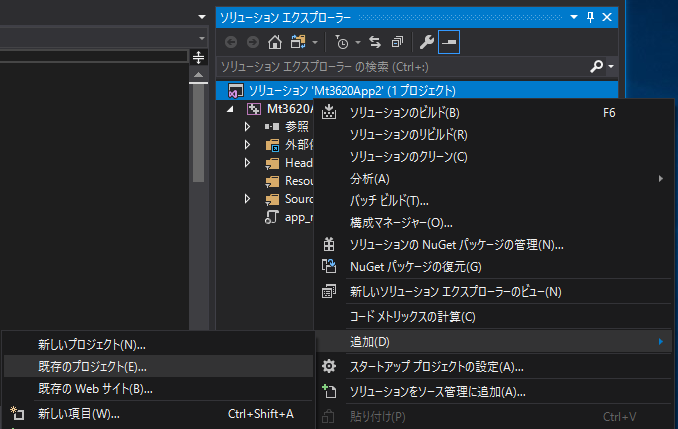 ソリューション エクスプローラー
ソリューション エクスプローラー の検索 (Ctrl+:)
ソリューション 'Mt3620App2' (1 プロジェクト)
Mt3620A
参照
外部
Head
Resou
Sourc
app_
ソリューションのビルド(B) F6
ソリューションのリビルド(R)
ソリューションのクリーン(C)
分析(A)
バッチ ビルド(T)...
構成マネージャー(O)...
ソリューションの NuGet パッケージの管理(N)...
NuGet パッケージの復元(G)
新しいソリューション エクスプローラーのビュー(N)
コード メトリックスの計算(C)
追加(D)
スタートアップ プロジェクトの設定(A)...
ソリューションをソース管理に追加(A)...
貼り付け(P) Ctrl+V
新しいプロジェクト(N)...
既存のプロジェクト(E)...
既存の Web サイト(B)...
新しい項目(W)... Ctrl+Shift+A